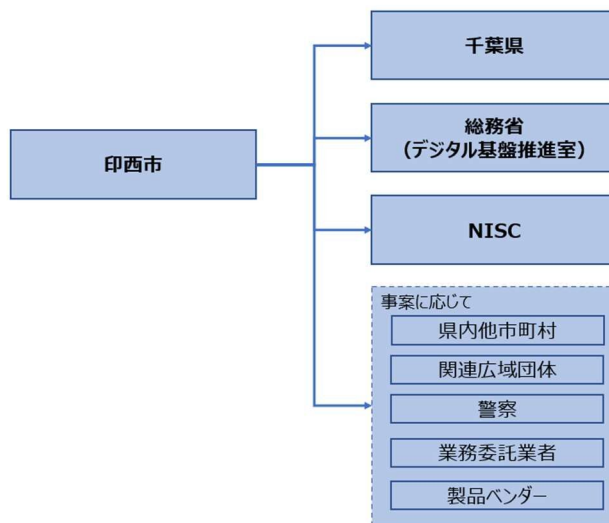 千葉県
総務省
（デジタル基盤推進室）
印西市
NISC
事案に応じて
県内他市町村
関連広域団体
警察
業務委託業者
製品ベンダー